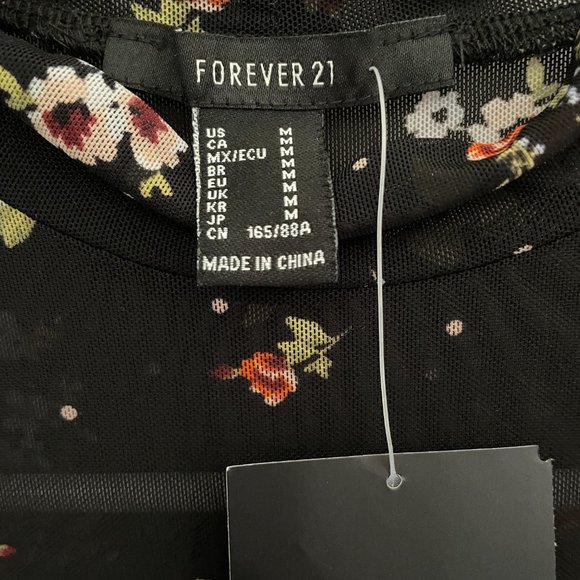 FOREVER 21
US M
CA M
MX/ECU M
BR M
EU M
UK M
KR M
JP M
CN 165/88A
MADE IN CHINA